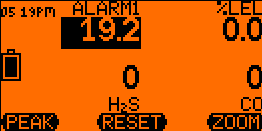 05 19PM ALARM1 %LEL
19.2 0.0
0 0
H₂S CO
PEAK RESET ZOOM